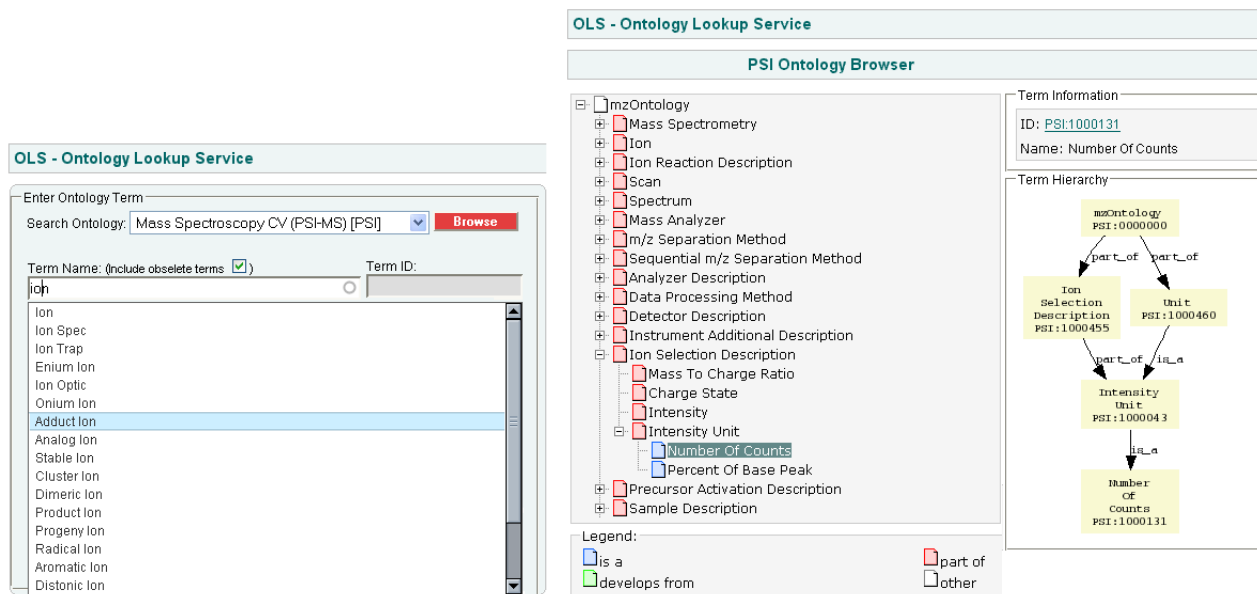 OLS - Ontology Lookup Service
Enter Ontology Term
Search Ontology: Mass Spectroscopy CV (PSI-MS) [PSI] Browse
Term Name: (Include obselete terms ) Term ID:
ion
Ion
Ion Spec
Ion Trap
Enium Ion
Ion Optic
Onium Ion
Adduct Ion
Analog Ion
Stable Ion
Cluster Ion
Dimeric Ion
Product Ion
Progeny Ion
Radical Ion
Aromatic Ion
Distonic Ion
OLS - Ontology Lookup Service
PSI Ontology Browser
mzOntology
Mass Spectrometry
Ion
Ion Reaction Description
Scan
Spectrum
Mass Analyzer
m/z Separation Method
Sequential m/z Separation Method
Analyzer Description
Data Processing Method
Detector Description
Instrument Additional Description
Ion Selection Description
Mass To Charge Ratio
Charge State
Intensity
Intensity Unit
Number Of Counts
Percent Of Base Peak
Precursor Activation Description
Sample Description
Legend:
is a part of
develops from other
Term Information
ID: PSI:1000131
Name: Number Of Counts
Term Hierarchy
mzOntology
PSI:0000000
part_of part_of
Ion
Selection
Description
PSI:1000455
Unit
PSI:1000460
part_of is_a
Intensity
Unit
PSI:1000043
is_a
Number
Of
Counts
PSI:1000131